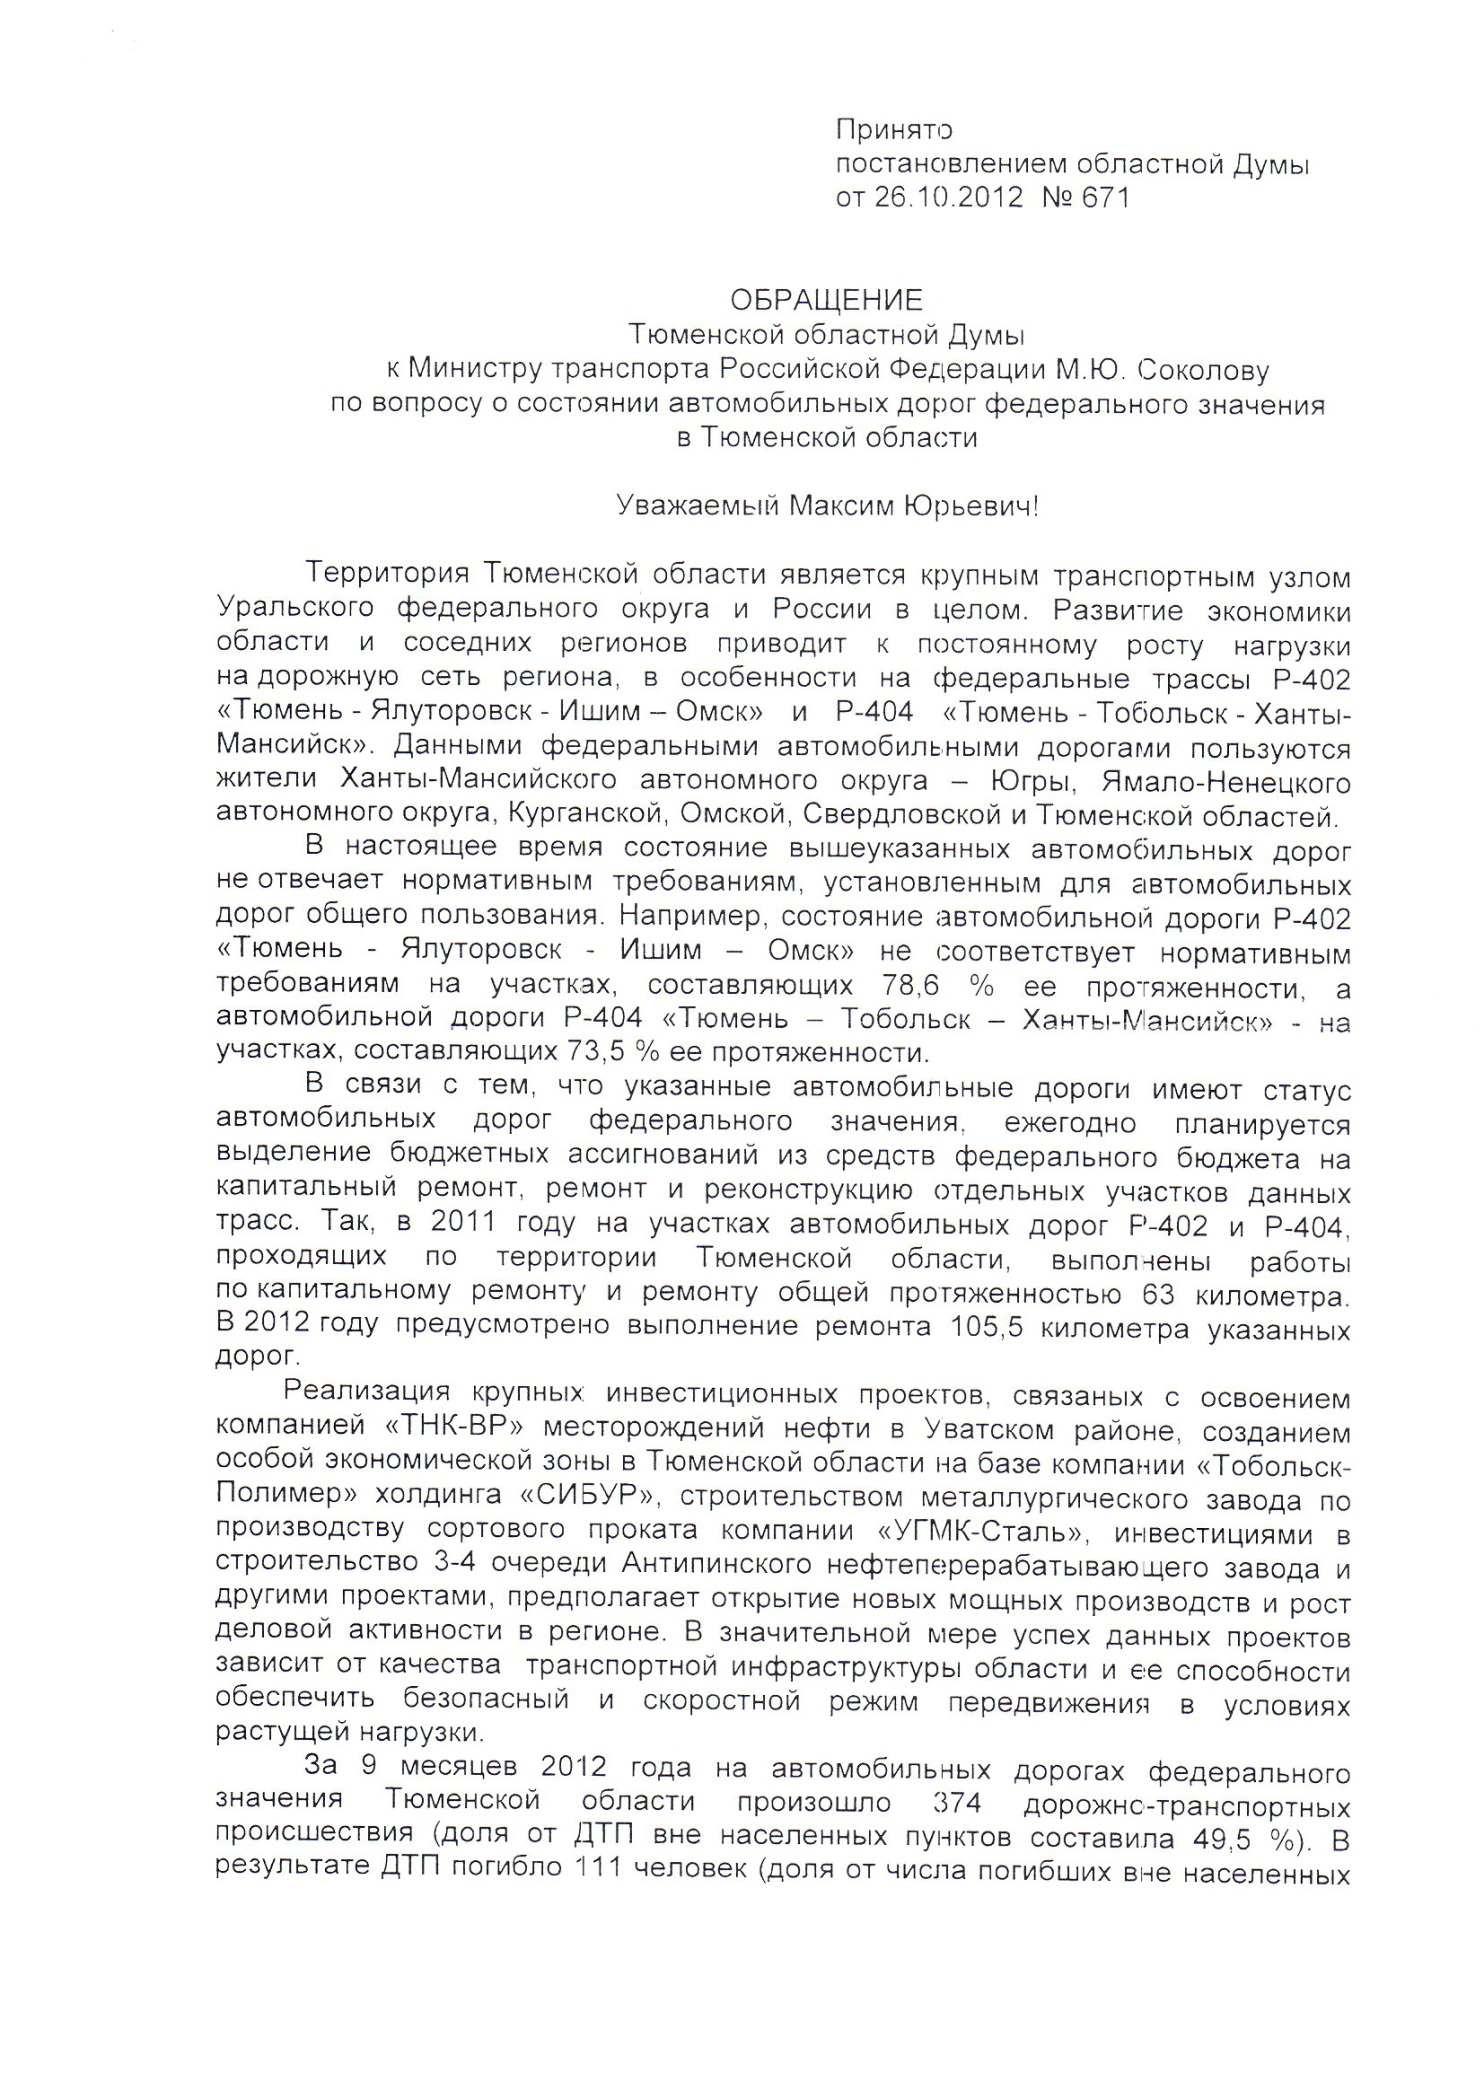 Принято
постановлением областной Думы
от 26.10.2012 № 671
ОБРАЩЕНИЕ
Тюменской областной Думы
к Министру транспорта Российской Федерации М.Ю. Соколову
по вопросу о состоянии автомобильных дорог федерального значения
в Тюменской области
Уважаемый Максим Юрьевич!
Территория Тюменской области является крупным транспортным узлом
Уральского федерального округа и России в целом. Развитие экономики
области и соседних регионов приводит к постоянному росту нагрузки
на дорожную сеть региона, в особенности на федеральные трассы Р-402
«Тюмень - Ялуторовск - Ишим – Омск» и Р-404 «Тюмень - Тобольск - Ханты-
Мансийск». Данными федеральными автомобильными дорогами пользуются
жители Ханты-Мансийского автономного округа – Югры, Ямало-Ненецкого
автономного округа, Курганской, Омской, Свердловской и Тюменской областей.
В настоящее время состояние вышеуказанных автомобильных дорог
не отвечает нормативным требованиям, установленным для автомобильных
дорог общего пользования. Например, состояние автомобильной дороги Р-402
«Тюмень - Ялуторовск - Ишим – Омск» не соответствует нормативным
требованиям на участках, составляющих 78,6 % ее протяженности, а
автомобильной дороги Р-404 «Тюмень – Тобольск – Ханты-Мансийск» - на
участках, составляющих 73,5 % ее протяженности.
В связи с тем, что указанные автомобильные дороги имеют статус
автомобильных дорог федерального значения, ежегодно планируется
выделение бюджетных ассигнований из средств федерального бюджета на
капитальный ремонт, ремонт и реконструкцию отдельных участков данных
трасс. Так, в 2011 году на участках автомобильных дорог Р-402 и Р-404,
проходящих по территории Тюменской области, выполнены работы
по капитальному ремонту и ремонту общей протяженностью 63 километра.
В 2012 году предусмотрено выполнение ремонта 105,5 километра указанных
дорог.
Реализация крупных инвестиционных проектов, связаных с освоением
компанией «ТНК-ВР» месторождений нефти в Уватском районе, созданием
особой экономической зоны в Тюменской области на базе компании «Тобольск-
Полимер» холдинга «СИБУР», строительством металлургического завода по
производству сортового проката компании «УГМК-Сталь», инвестициями в
строительство 3-4 очереди Антипинского нефтеперерабатывающего завода и
другими проектами, предполагает открытие новых мощных производств и рост
деловой активности в регионе. В значительной мере успех данных проектов
зависит от качества транспортной инфраструктуры области и ее способности
обеспечить безопасный и скоростной режим передвижения в условиях
растущей нагрузки.
За 9 месяцев 2012 года на автомобильных дорогах федерального
значения Тюменской области произошло 374 дорожно-транспортных
происшествия (доля от ДТП вне населенных пунктов составила 49,5 %). В
результате ДТП погибло 111 человек (доля от числа погибших вне населенных